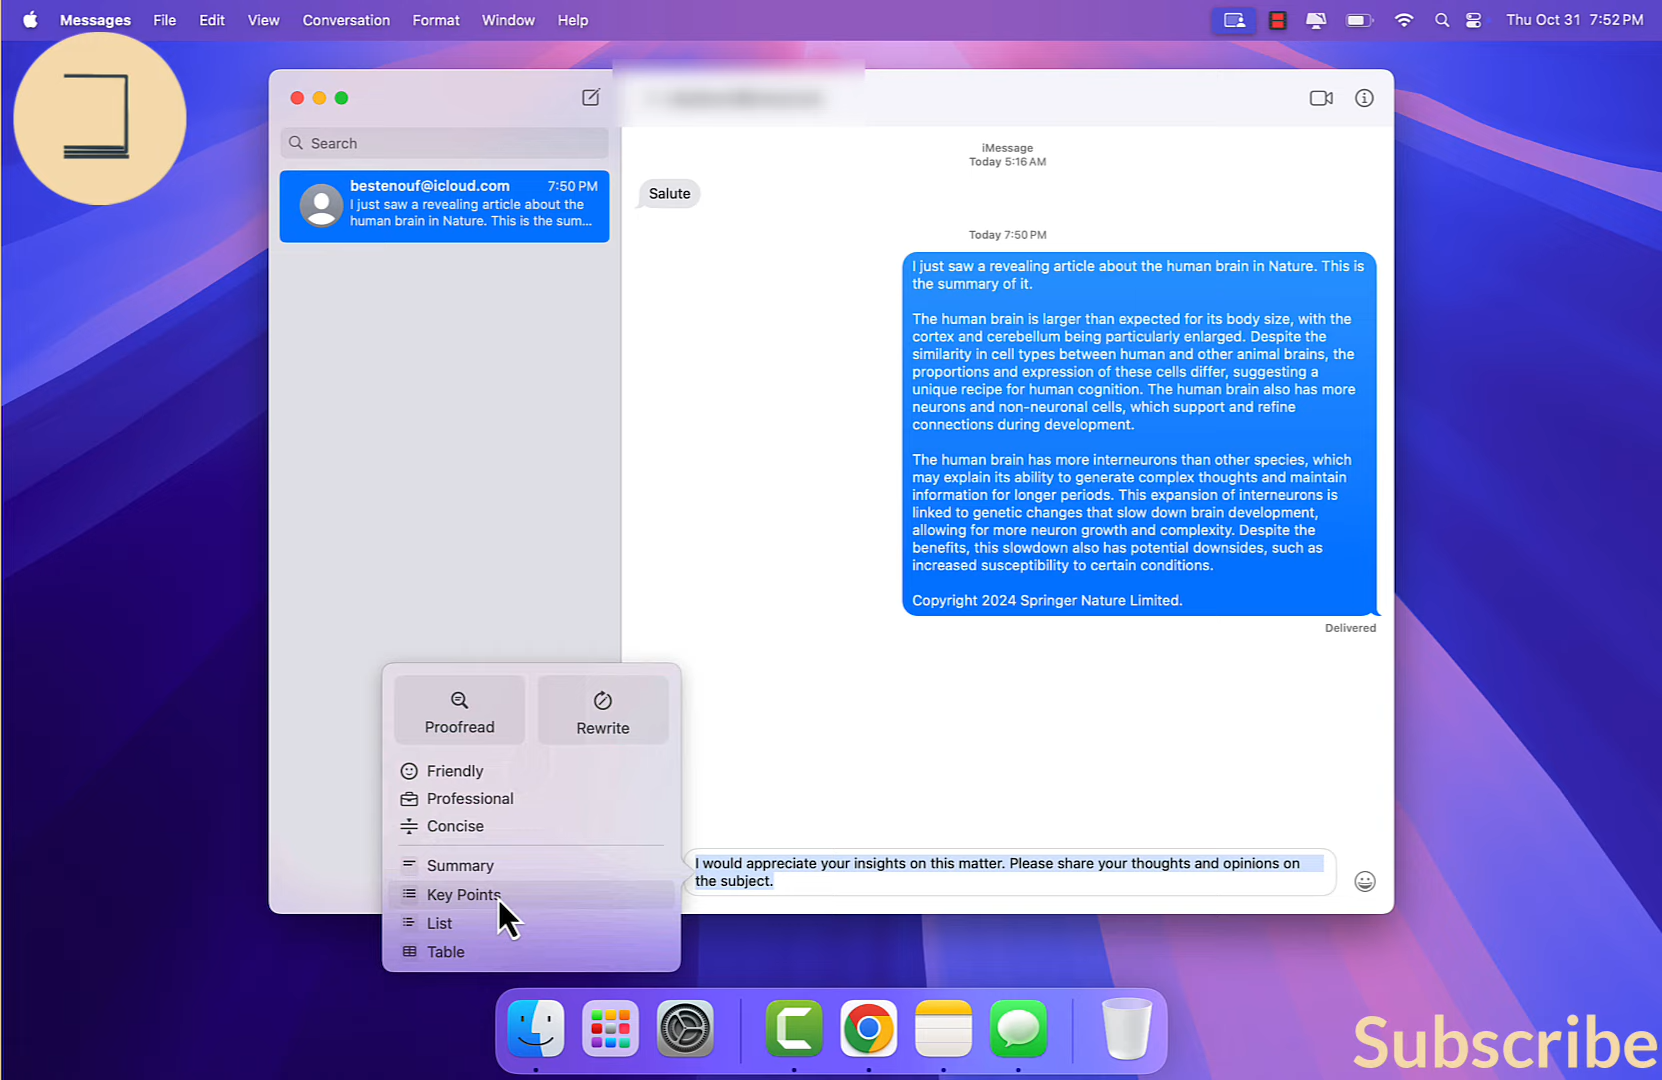 Messages File Edit View Conversation Format Window Help Thu Oct 31 7:52 PM
Search
bestenouf@icloud.com 7:50 PM
I just saw a revealing article about the
human brain in Nature. This is the sum...
iMessage
Today 5:16 AM
Salute
Today 7:50 PM
I just saw a revealing article about the human brain in Nature. This is
the summary of it.
The human brain is larger than expected for its body size, with the
cortex and cerebellum being particularly enlarged. Despite the
similarity in cell types between human and other animal brains, the
proportions and expression of these cells differ, suggesting a
unique recipe for human cognition. The human brain also has more
neurons and non-neuronal cells, which support and refine
connections during development.
The human brain has more interneurons than other species, which
may explain its ability to generate complex thoughts and maintain
information for longer periods. This expansion of interneurons is
linked to genetic changes that slow down brain development,
allowing for more neuron growth and complexity. Despite the
benefits, this slowdown also has potential downsides, such as
increased susceptibility to certain conditions.
Copyright 2024 Springer Nature Limited.
Delivered
Proofread
Rewrite
Friendly
Professional
Concise
Summary
Key Points
List
Table
I would appreciate your insights on this matter. Please share your thoughts and opinions on
the subject.
Subscribe